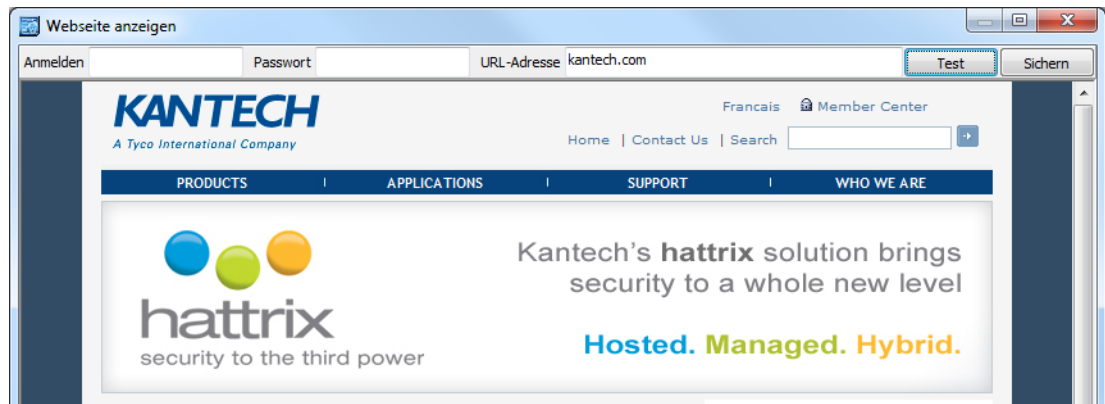 Webseite anzeigen
Anmelden Passwort URL-Adresse kantech.com Test Sichern
KANTECH
A Tyco International Company
Francais Member Center
Home | Contact Us | Search
PRODUCTS | APPLICATIONS | SUPPORT | WHO WE ARE
hattrix
security to the third power
Kantech's hattrix solution brings
security to a whole new level
Hosted. Managed. Hybrid.